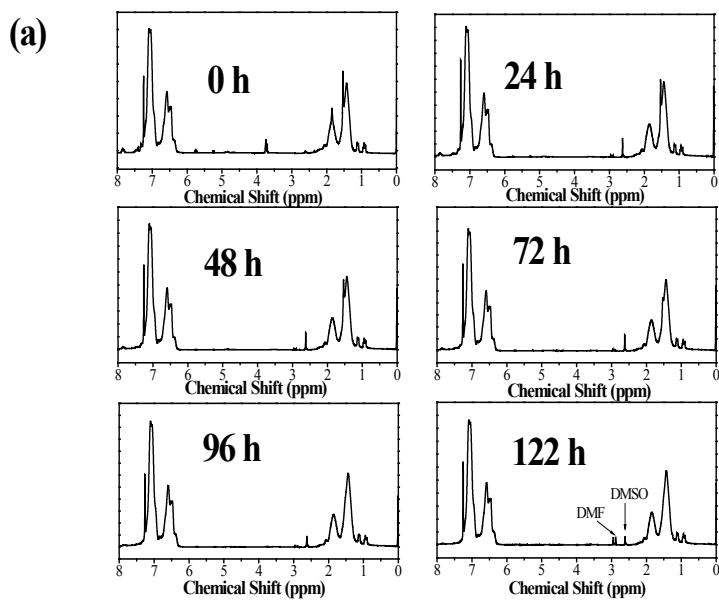 (a)
0 h
8 7 6 5 4 3 2 1 0
Chemical Shift (ppm)
24 h
8 7 6 5 4 3 2 1 0
Chemical Shift (ppm)
48 h
8 7 6 5 4 3 2 1 0
Chemical Shift (ppm)
72 h
8 7 6 5 4 3 2 1 0
Chemical Shift (ppm)
96 h
8 7 6 5 4 3 2 1 0
Chemical Shift (ppm)
122 h
DMSO
DMF
8 7 6 5 4 3 2 1 0
Chemical Shift (ppm)